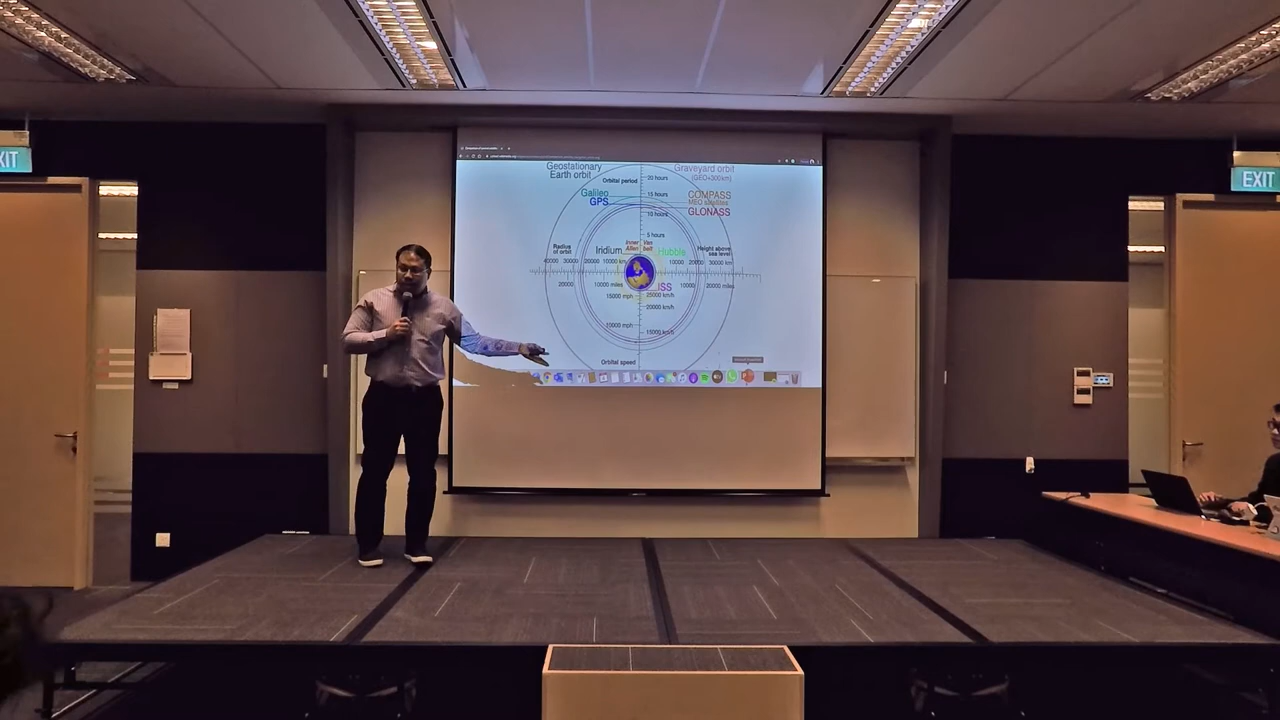 EXIT
EXIT
Geostationary
Earth orbit
Graveyard orbit
(GEO+300km)
Orbital period
20 hours
Galileo
15 hours
COMPASS
GPS
MEO satellites
10 hours
GLONASS
5 hours
Radius
of orbit
Iridium
Inner Van
Allen belt
Hubble
Height above
sea level
40000 30000 20000 10000 km
10000 20000 30000 km
20000 10000 miles
ISS
10000 20000 miles
15000 mph
25000 km/h
20000 km/h
10000 mph
15000 km/h
Orbital speed